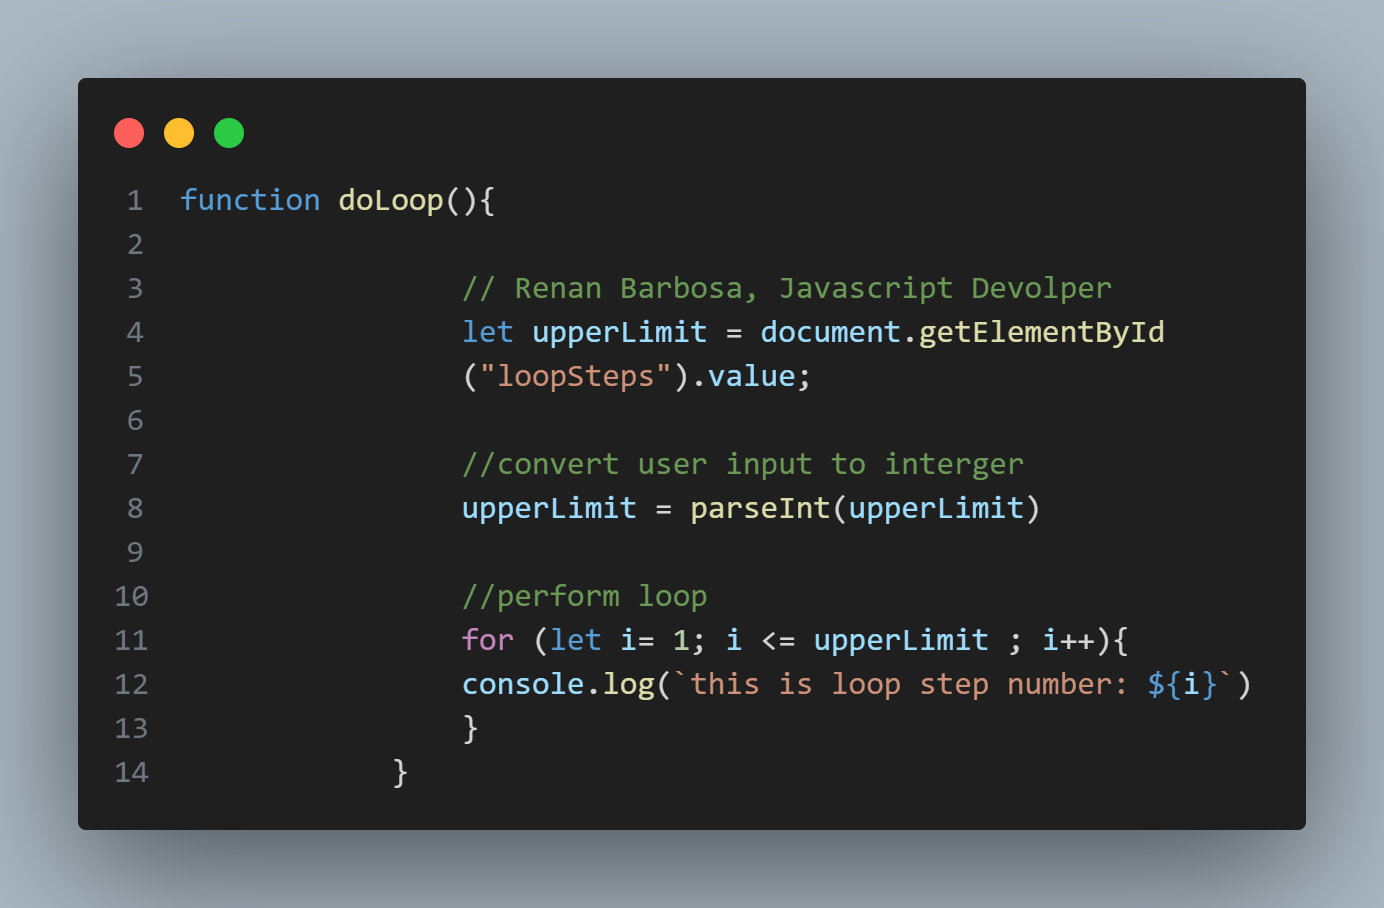 1 function doLoop(){
2
3 // Renan Barbosa, Javascript Devolper
4 let upperLimit = document.getElementById
5 ("loopSteps").value;
6
7 //convert user input to interger
8 upperLimit = parseInt(upperLimit)
9
10 //perform loop
11 for (let i= 1; i <= upperLimit ; i++){
12 console.log(`this is loop step number: ${i}`)
13 }
14 }